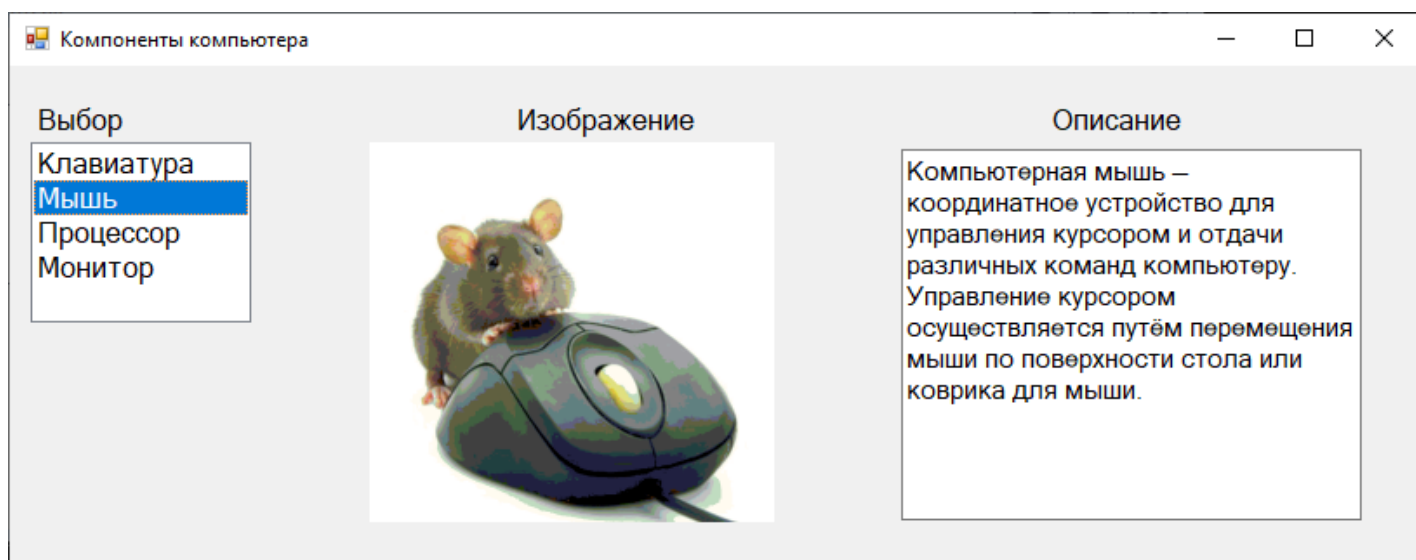 Компоненты компьютера
Выбор
Изображение
Описание
Клавиатура
Мышь
Процессор
Монитор
Компьютерная мышь —
координатное устройство для
управления курсором и отдачи
различных команд компьютеру.
Управление курсором
осуществляется путём перемещения
мыши по поверхности стола или
коврика для мыши.